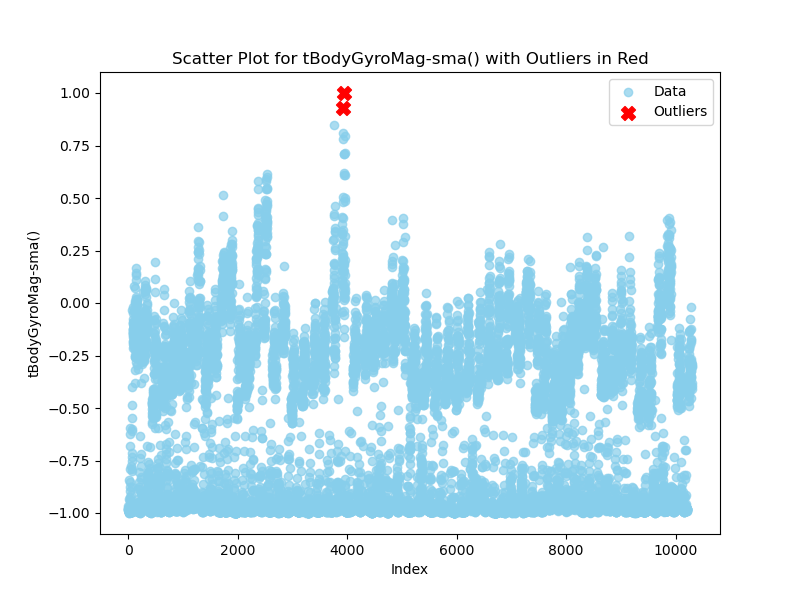 Scatter Plot for tBodyGyroMag-sma() with Outliers in Red
Data
Outliers
1.00
0.75
0.50
0.25
0.00
−0.25
−0.50
−0.75
−1.00
tBodyGyroMag-sma()
0 2000 4000 6000 8000 10000
Index